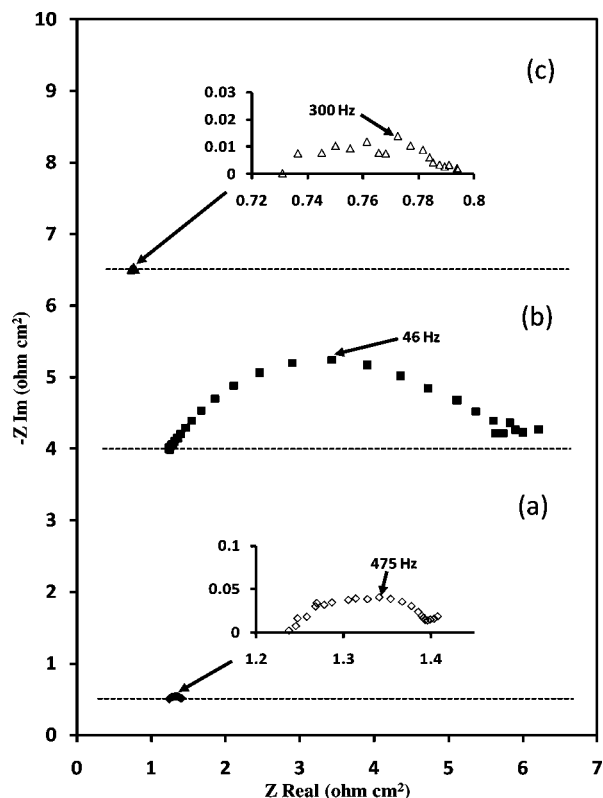 10
9
8
7
6
5
4
3
2
1
0
-Z Im (ohm cm²)
(c)
0.03
0.02
0.01
0
300 Hz
0.72 0.74 0.76 0.78 0.8
(b)
46 Hz
(a)
0.1
0.05
0
475 Hz
1.2 1.3 1.4
0 1 2 3 4 5 6 7
Z Real (ohm cm²)